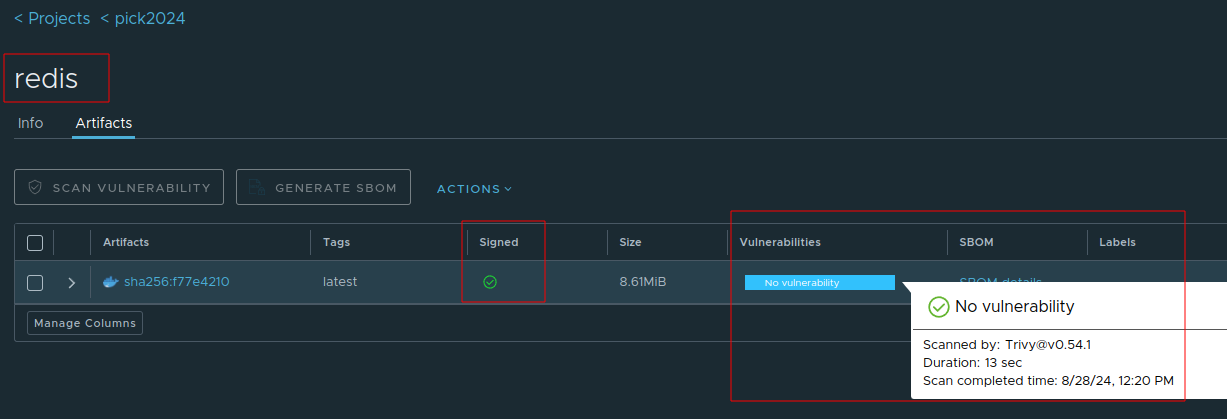 < Projects < pick2024
redis
Info Artifacts
SCAN VULNERABILITY GENERATE SBOM ACTIONS
Artifacts Tags Signed Size Vulnerabilities SBOM Labels
sha256:f77e4210 latest 8.61MiB No vulnerability SBOM details
No vulnerability
Manage Columns
Scanned by: Trivy@v0.54.1
Duration: 13 sec
Scan completed time: 8/28/24, 12:20 PM